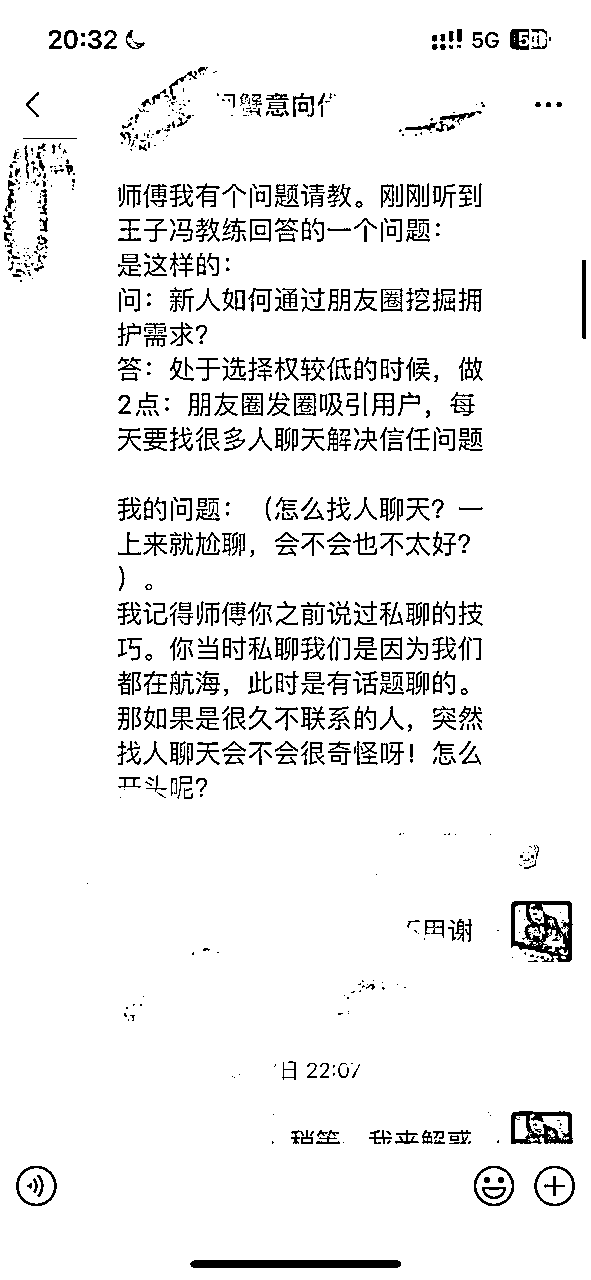 20:32
5G
蟹意向
师傅我有个问题请教。刚刚听到
王子冯教练回答的一个问题：
是这样的：
问：新人如何通过朋友圈挖掘拥
护需求？
答：处于选择权较低的时候，做
2点：朋友圈发圈吸引用户，每
天要找很多人聊天解决信任问题
我的问题：（怎么找人聊天？一
上来就尬聊，会不会也不太好？
）。
我记得师傅你之前说过私聊的技
巧。你当时私聊我们是因为我们
都在航海，此时是有话题聊的。
那如果是很久不联系的人，突然
找人聊天会不会很奇怪呀！怎么
开头呢？
谢
日 22:07
稍等，我来解惑